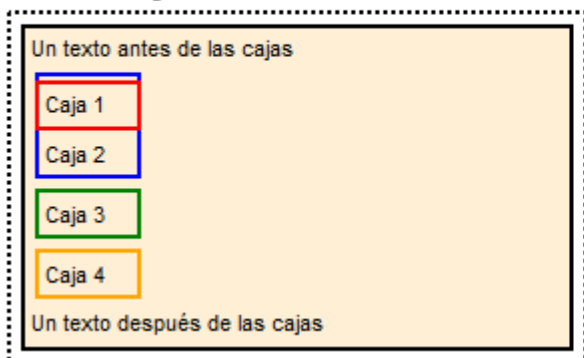 Un texto antes de las cajas
Caja 1
Caja 2
Caja 3
Caja 4
Un texto después de las cajas